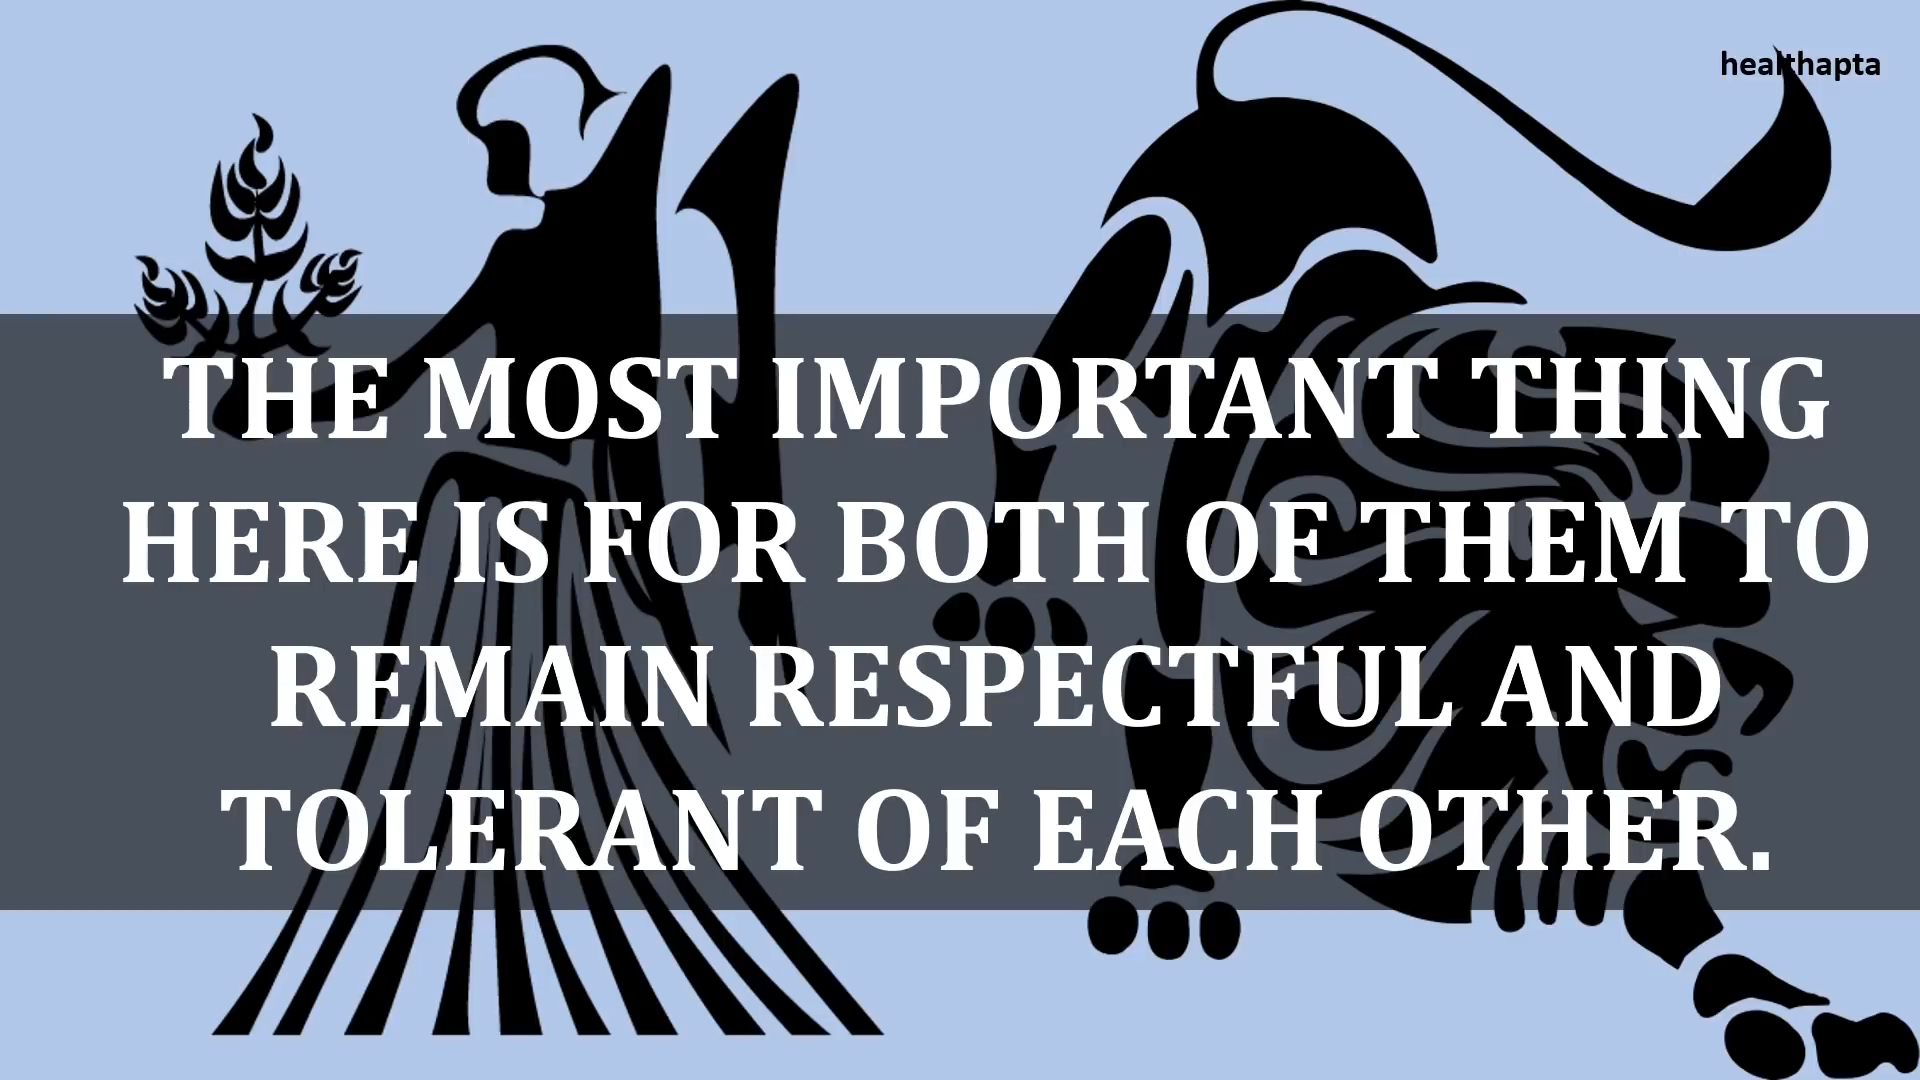 healthapta
THE MOST IMPORTANT THING
HERE IS FOR BOTH OF THEM TO
REMAIN RESPECTFUL AND
TOLERANT OF EACH OTHER.